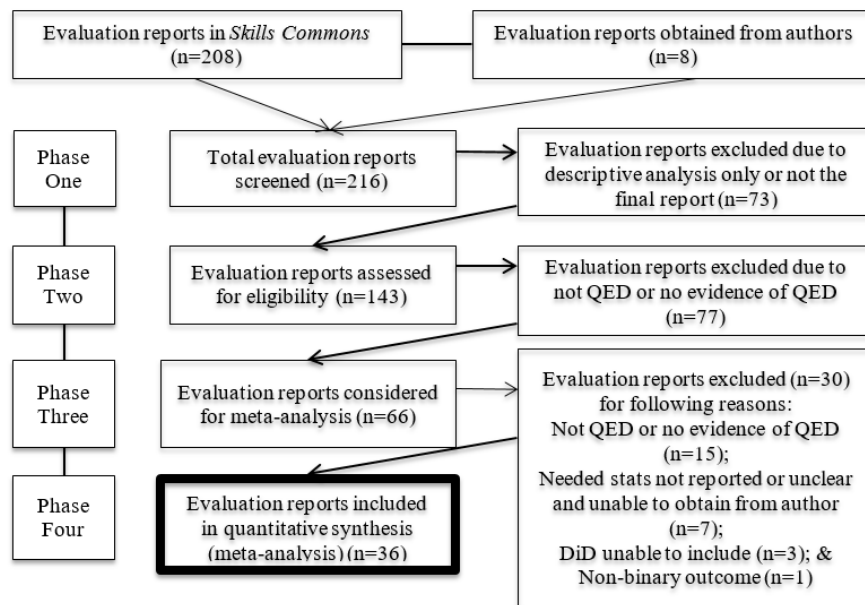 Evaluation reports in Skills Commons
(n=208)
Evaluation reports obtained from authors
(n=8)
Phase
One
Total evaluation reports
screened (n=216)
Evaluation reports excluded due to
descriptive analysis only or not the
final report (n=73)
Phase
Two
Evaluation reports assessed
for eligibility (n=143)
Evaluation reports excluded due to
not QED or no evidence of QED
(n=77)
Phase
Three
Evaluation reports considered
for meta-analysis (n=66)
Evaluation reports excluded (n=30)
for following reasons:
Not QED or no evidence of QED
(n=15);
Needed stats not reported or unclear
and unable to obtain from author
(n=7);
DiD unable to include (n=3); &
Non-binary outcome (n=1)
Phase
Four
Evaluation reports included
in quantitative synthesis
(meta-analysis) (n=36)